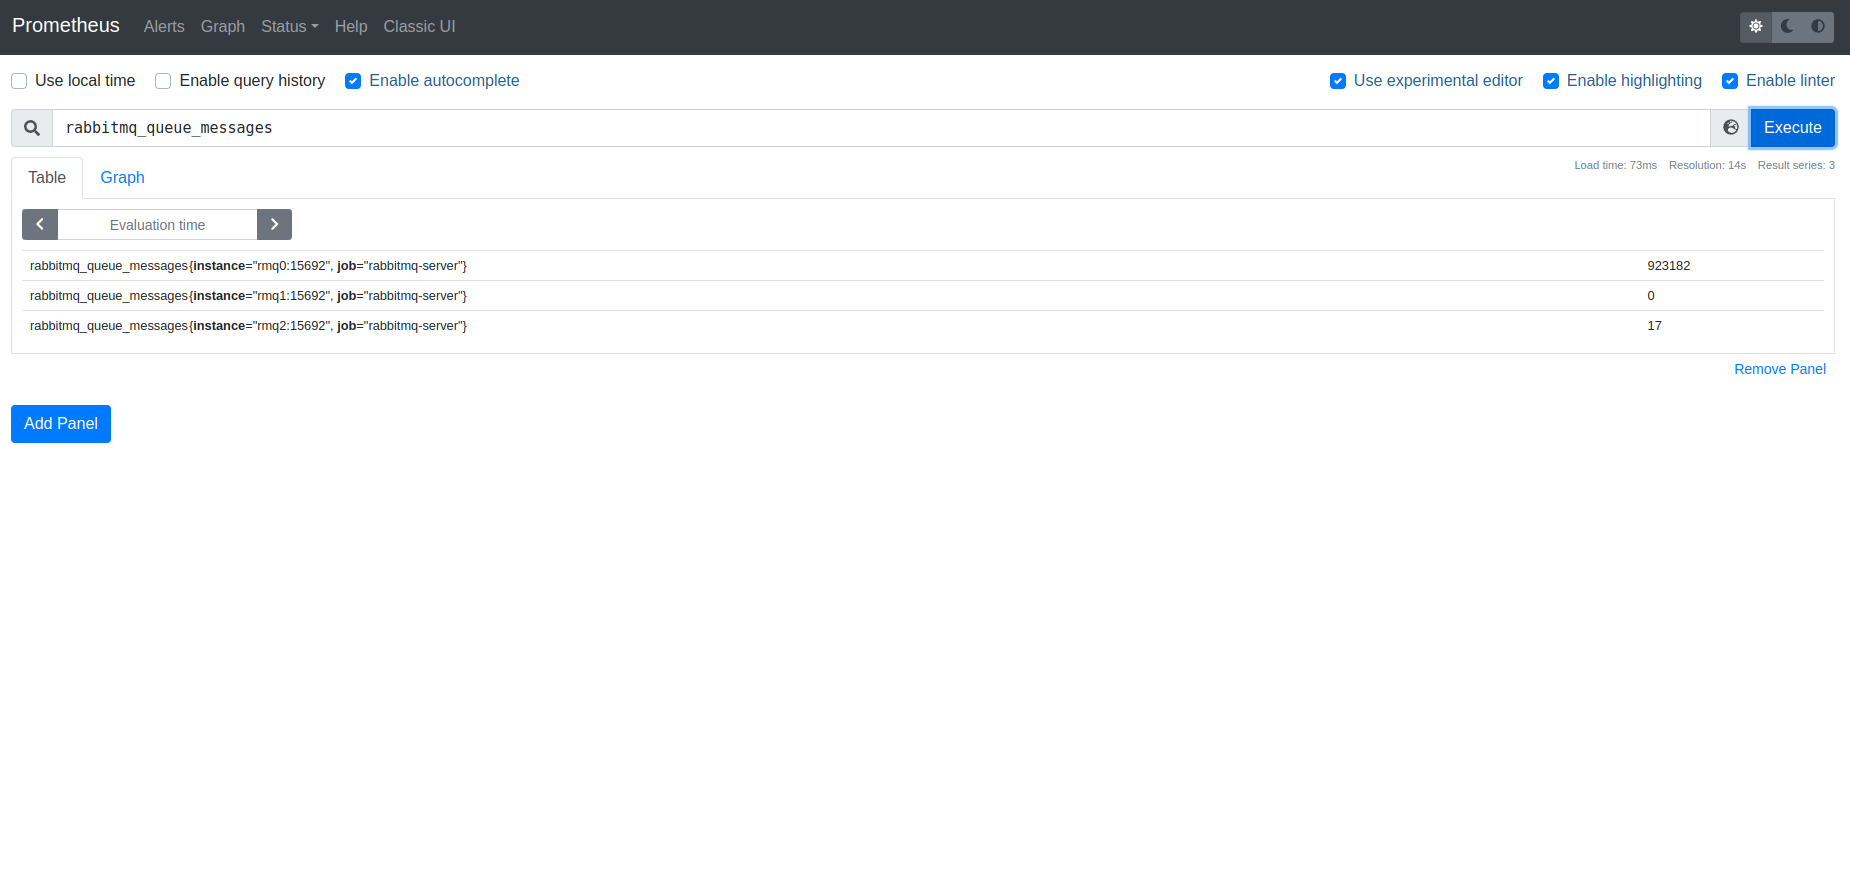 Prometheus Alerts Graph Status Help Classic UI
Use local time Enable query history Enable autocomplete Use experimental editor Enable highlighting Enable linter
rabbitmq_queue_messages Execute
Table Graph Load time: 73ms Resolution: 14s Result series: 3
Evaluation time
rabbitmq_queue_messages{instance="rmq0:15692", job="rabbitmq-server"} 923182
rabbitmq_queue_messages{instance="rmq1:15692", job="rabbitmq-server"} 0
rabbitmq_queue_messages{instance="rmq2:15692", job="rabbitmq-server"} 17
Remove Panel
Add Panel